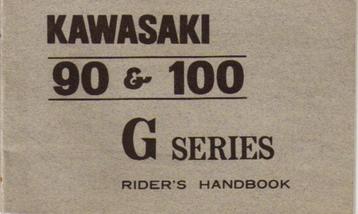 KAWASAKI
90 & 100
G SERIES
RIDER'S HANDBOOK